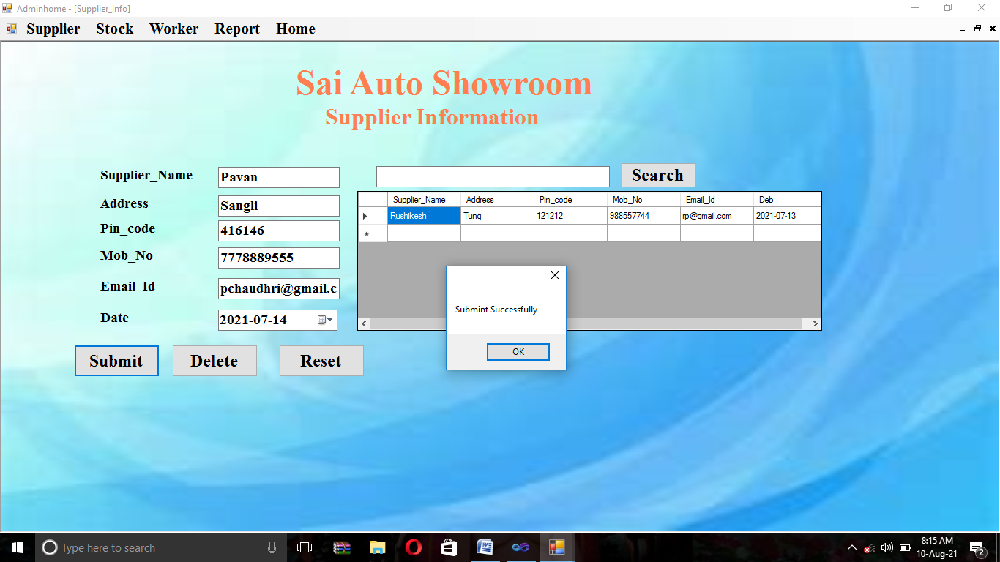 Adminhome - [Supplier_Info]
Supplier Stock Worker Report Home
Sai Auto Showroom
Supplier Information
Supplier_Name Pavan
Address Sangli
Pin_code 416146
Mob_No 7778889555
Email_Id pchaudhri@gmail.c
Date 2021-07-14
Submit Delete Reset
Search
Supplier_Name Address Pin_code Mob_No Email_Id Deb
Rushikesh Tung 121212 988557744 rp@gmail.com 2021-07-13
Submint Successfully
OK
Type here to search
8:15 AM
10-Aug-21
2